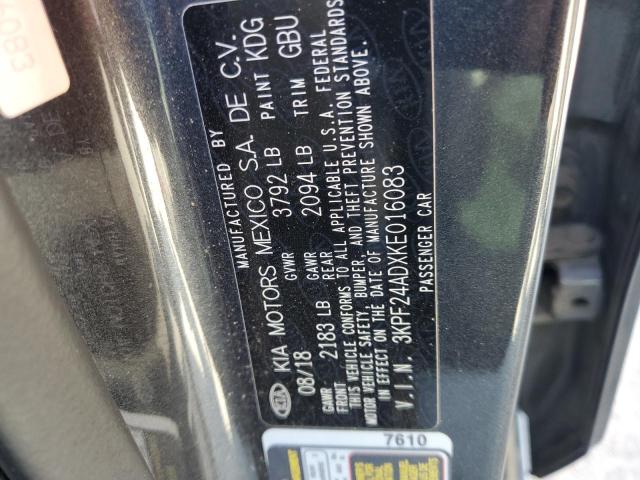 MANUFACTURED BY
KIA KIA MOTORS MEXICO S.A. DE C.V.
08/18 GVWR 3792 LB PAINT KDG
GAWR FRONT 2183 LB GAWR REAR 2094 LB TRIM GBU
THIS VEHICLE CONFORMS TO ALL APPLICABLE U.S.A. FEDERAL
MOTOR VEHICLE SAFETY, BUMPER, AND THEFT PREVENTION STANDARDS
IN EFFECT ON THE DATE OF MANUFACTURE SHOWN ABOVE.
V.I.N. 3KPF24ADXKE016083
PASSENGER CAR
7610